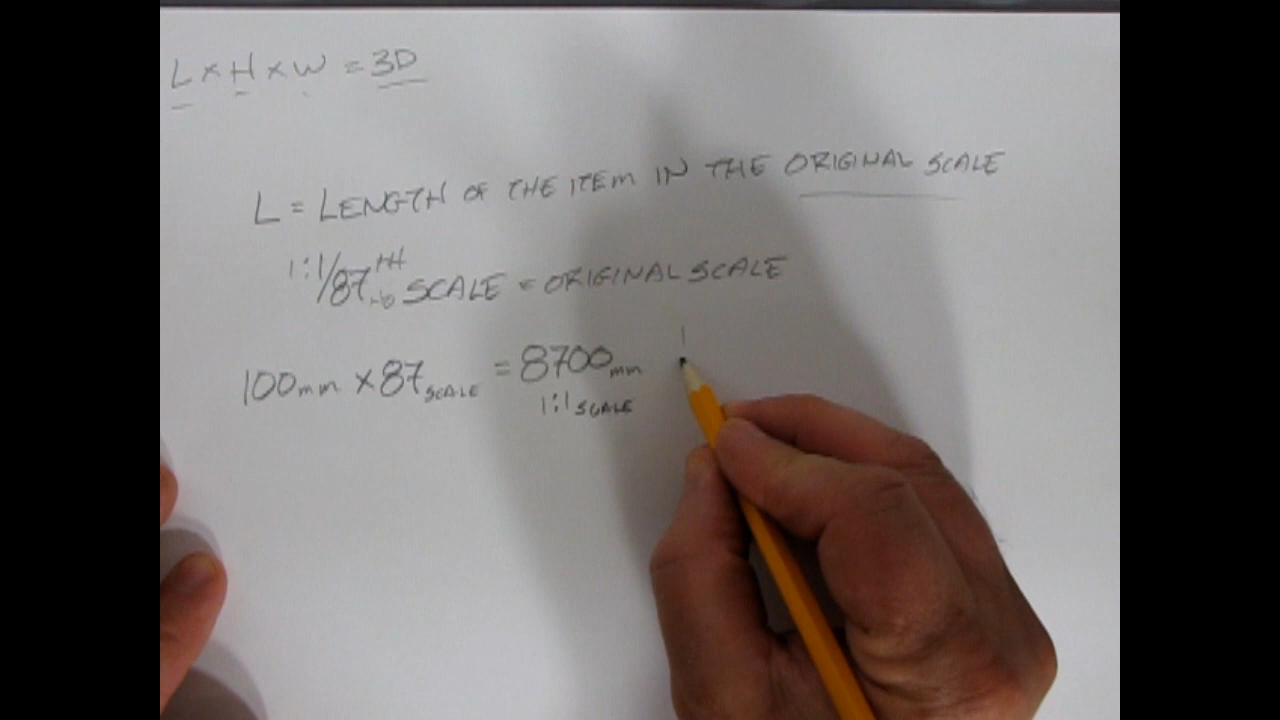 L x H x W = 3D
L = LENGTH OF THE ITEM IN THE ORIGINAL SCALE
1:1/87TH HO SCALE = ORIGINAL SCALE
100mm x 87 SCALE = 8700mm
1:1 SCALE